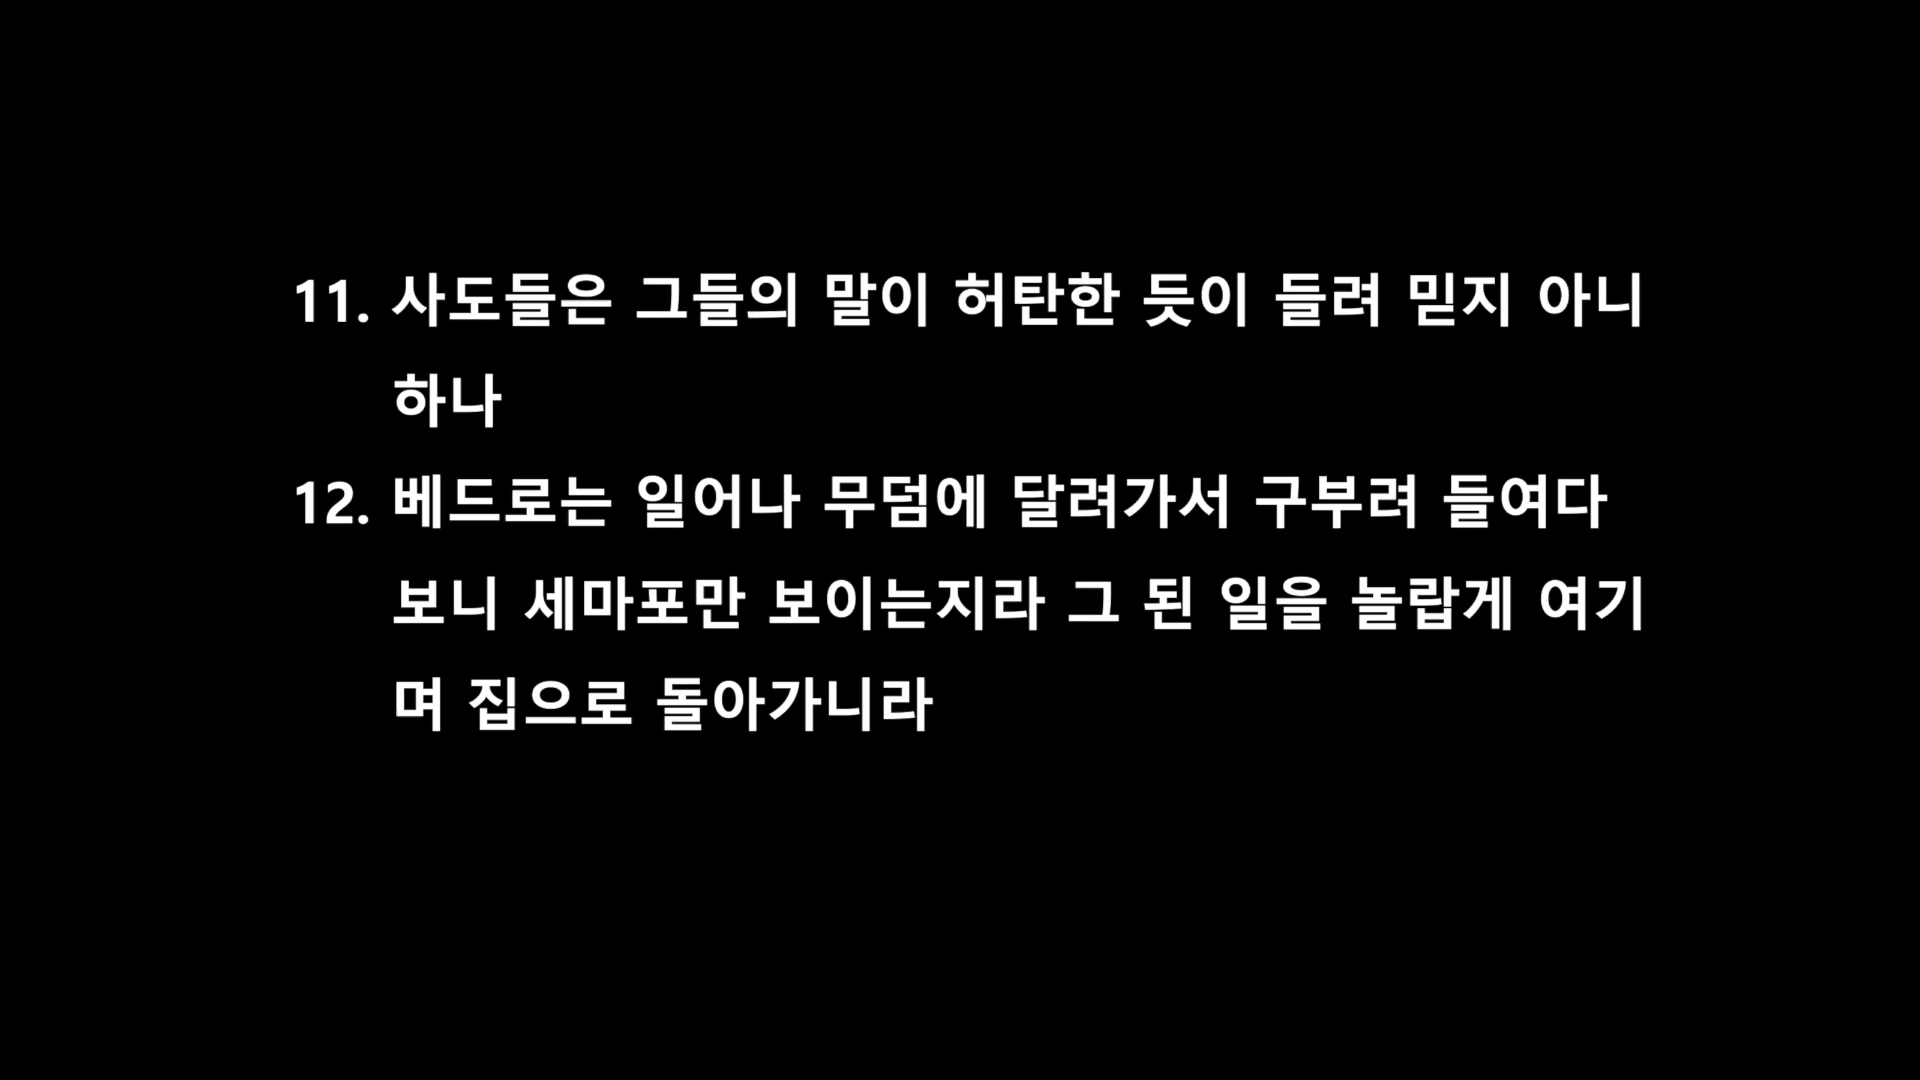 11. 사도들은 그들의 말이 허탄한 듯이 들려 믿지 아니
하나
12. 베드로는 일어나 무덤에 달려가서 구부려 들여다
보니 세마포만 보이는지라 그 된 일을 놀랍게 여기
며 집으로 돌아가니라